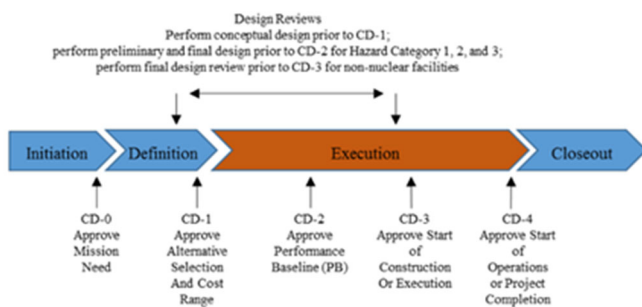 Design Reviews
Perform conceptual design prior to CD-1;
perform preliminary and final design prior to CD-2 for Hazard Category 1, 2, and 3;
perform final design review prior to CD-3 for non-nuclear facilities
Initiation
Definition
Execution
Closeout
CD-0
Approve
Mission
Need
CD-1
Approve
Alternative
Selection
And Cost
Range
CD-2
Approve
Performance
Baseline (PB)
CD-3
Approve Start
of
Construction
Or Execution
CD-4
Approve Start
of
Operations
or Project
Completion